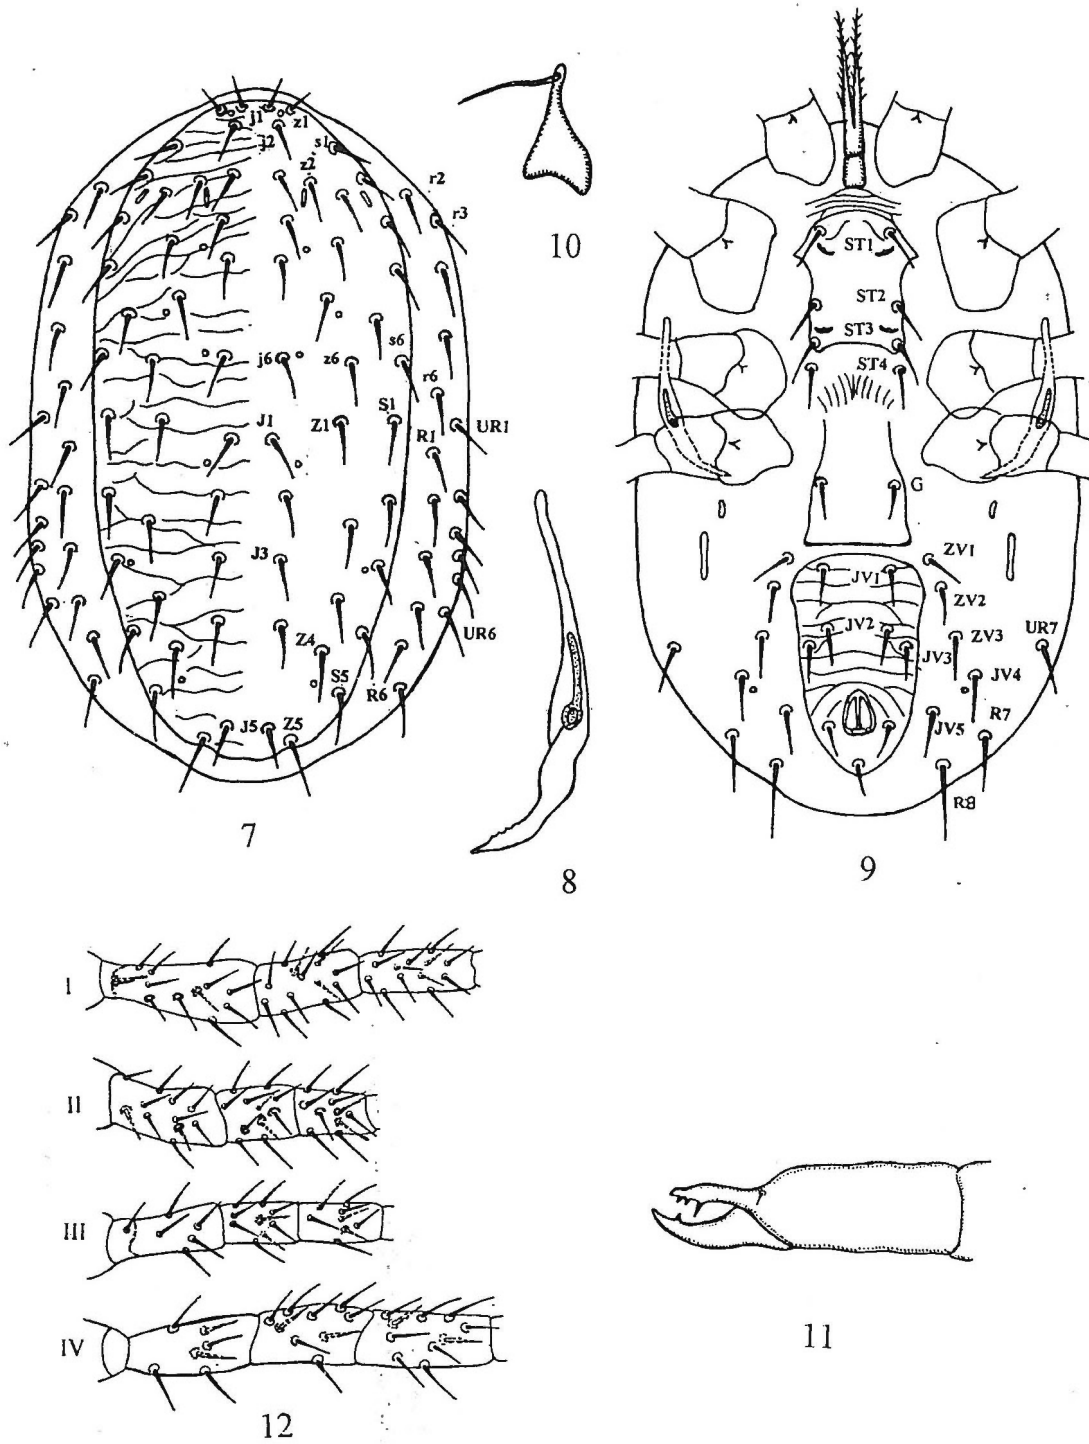 j1
z1
j2
s1
z2
r2
r3
s6
j6
z6
r6
S1
J1
Z1
R1
UR1
J3
Z4
UR6
S5
R6
J5
Z5
7
10
8
ST1
ST2
ST3
ST4
G
ZV1
JV1
ZV2
JV2
ZV3
UR7
JV3
JV4
R7
JV5
R8
9
I
II
III
IV
12
11